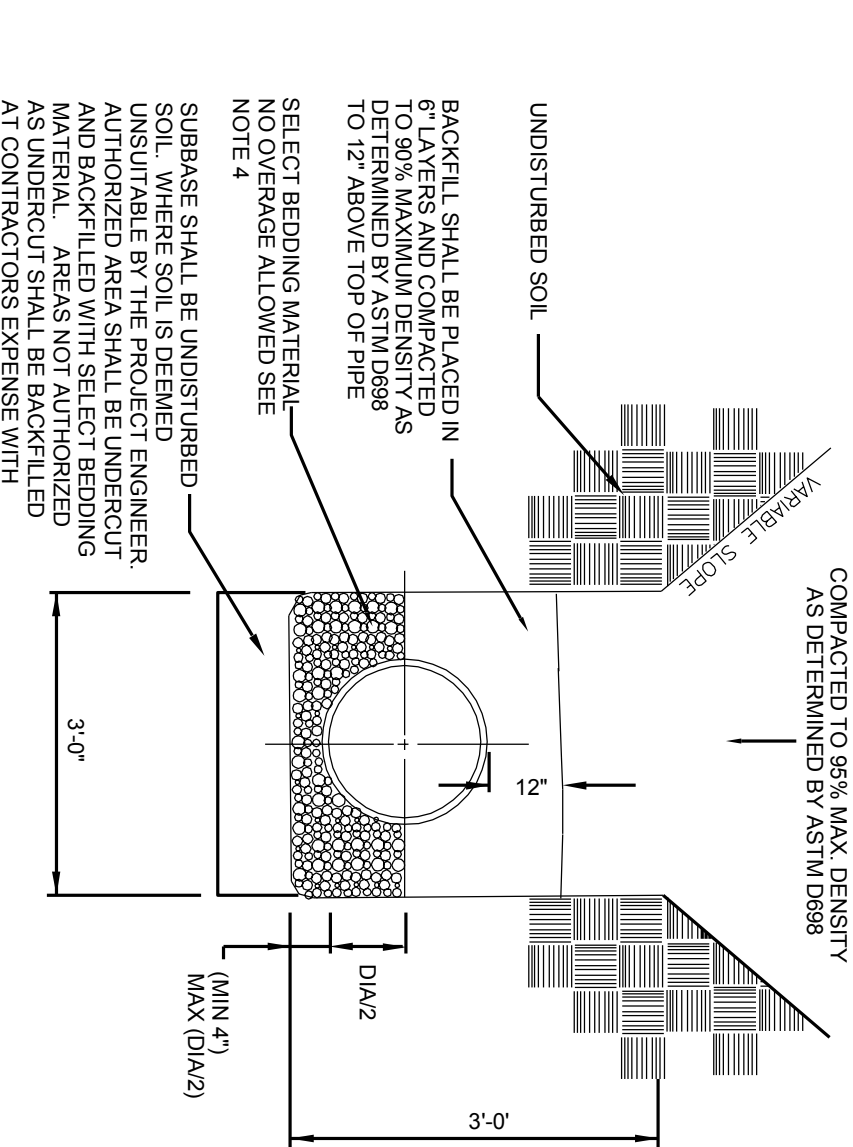 COMPACTED TO 95% MAX. DENSITY
AS DETERMINED BY ASTM D698
VARIABLE SLOPE
UNDISTURBED SOIL
BACKFILL SHALL BE PLACED IN
6" LAYERS AND COMPACTED
TO 90% MAXIMUM DENSITY AS
DETERMINED BY ASTM D698
TO 12" ABOVE TOP OF PIPE
12"
3'-0'
SELECT BEDDING MATERIAL
NO OVERAGE ALLOWED SEE
NOTE 4
DIA/2
(MIN 4")
MAX (DIA/2)
SUBBASE SHALL BE UNDISTURBED
SOIL. WHERE SOIL IS DEEMED
UNSUITABLE BY THE PROJECT ENGINEER.
AUTHORIZED AREA SHALL BE UNDERCUT
AND BACKFILLED WITH SELECT BEDDING
MATERIAL. AREAS NOT AUTHORIZED
AS UNDERCUT SHALL BE BACKFILLED
AT CONTRACTORS EXPENSE WITH
3'-0"